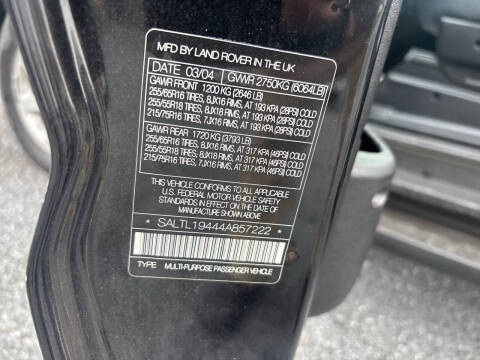 MFD BY LAND ROVER IN THE UK
DATE 03/04 GVWR 2750KG (6064LB)
GAWR FRONT 1200 KG (2646 LB)
255/65R16 TIRES, 8JX16 RIMS, AT 193 KPA (28PSI) COLD
255/55R18 TIRES, 8JX18 RIMS, AT 193 KPA (28PSI) COLD
215/75R16 TIRES, 7JX16 RIMS, AT 193 KPA (28PSI) COLD
GAWR REAR 1720 KG (3793 LB)
255/65R16 TIRES, 8JX16 RIMS, AT 317 KPA (46PSI) COLD
255/55R18 TIRES, 8JX18 RIMS, AT 317 KPA (46PSI) COLD
215/75R16 TIRES, 7JX16 RIMS, AT 317 KPA (46PSI) COLD
THIS VEHICLE CONFORMS TO ALL APPLICABLE
U.S. FEDERAL MOTOR VEHICLE SAFETY
STANDARDS IN EFFECT ON THE DATE OF
MANUFACTURE SHOWN ABOVE
SALTL19444A857222
TYPE MULTI-PURPOSE PASSENGER VEHICLE